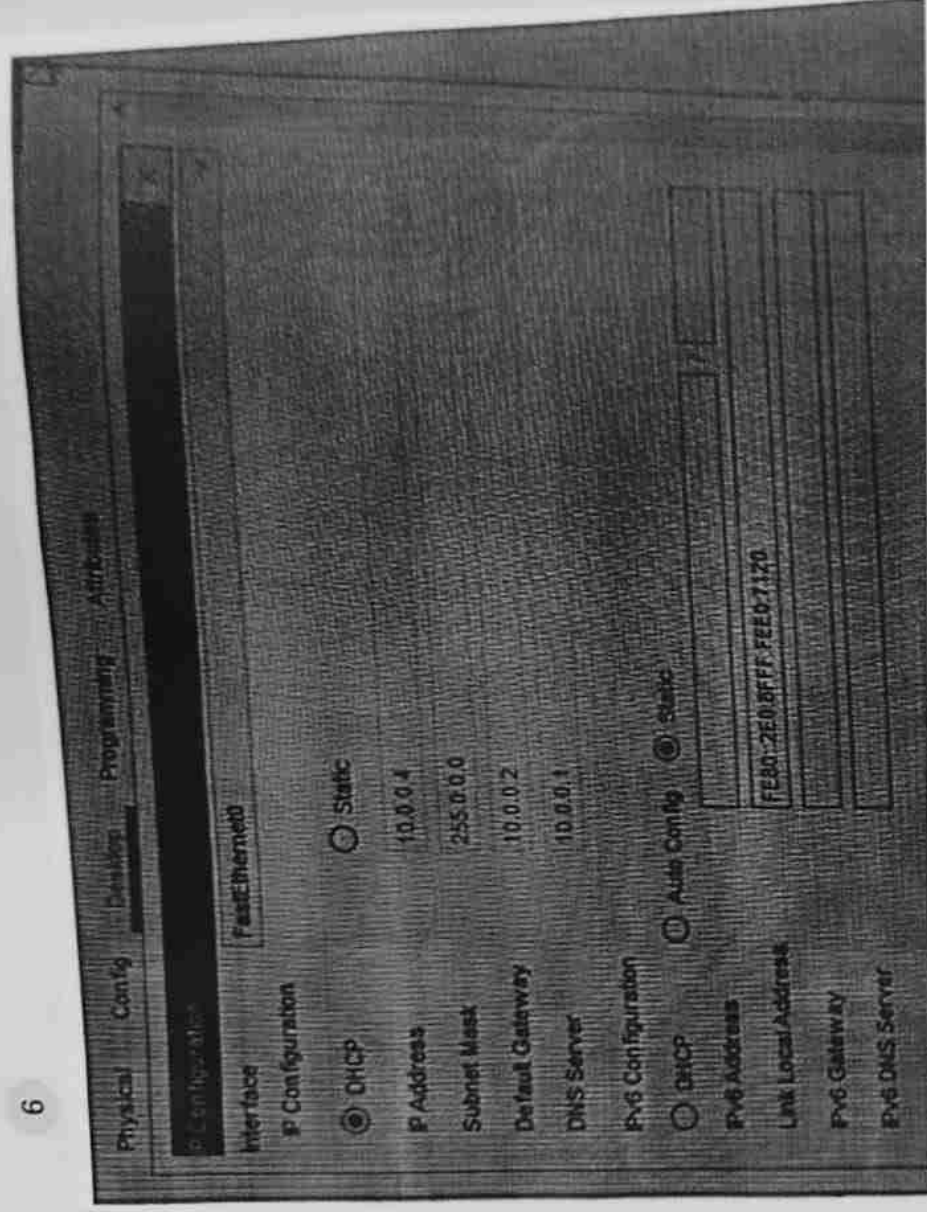 6
Physical Config Desktop Programming Attributes
IP Configuration
Interface FastEthernet0
IP Configuration
DHCP Static
IP Address 10.0.0.4
Subnet Mask 255.0.0.0
Default Gateway 10.0.0.2
DNS Server 10.0.0.1
IPv6 Configuration
DHCP Auto Config Static
IPv6 Address /
Link Local Address FE80::2E0:8FFF:FEE0:7120
IPv6 Gateway
IPv6 DNS Server